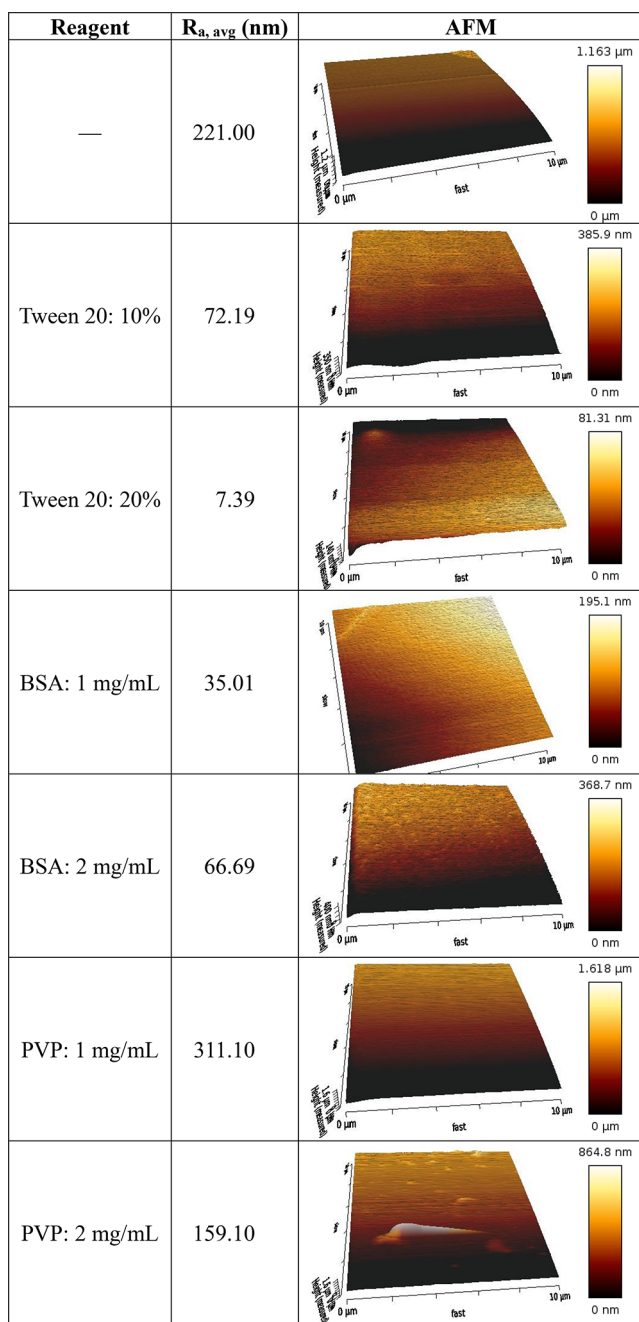 Reagent Ra, avg (nm) AFM
— 221.00
1.163 µm
0 µm
0 µm
fast
10 µm
Tween 20: 10% 72.19
385.9 nm
0 nm
0 µm
fast
10 µm
Tween 20: 20% 7.39
81.31 nm
0 nm
0 µm
fast
10 µm
BSA: 1 mg/mL 35.01
195.1 nm
0 nm
fast
10 µm
BSA: 2 mg/mL 66.69
368.7 nm
0 nm
0 µm
fast
10 µm
PVP: 1 mg/mL 311.10
1.618 µm
0 µm
0 µm
fast
10 µm
PVP: 2 mg/mL 159.10
864.8 nm
0 nm
0 µm
fast
10 µm